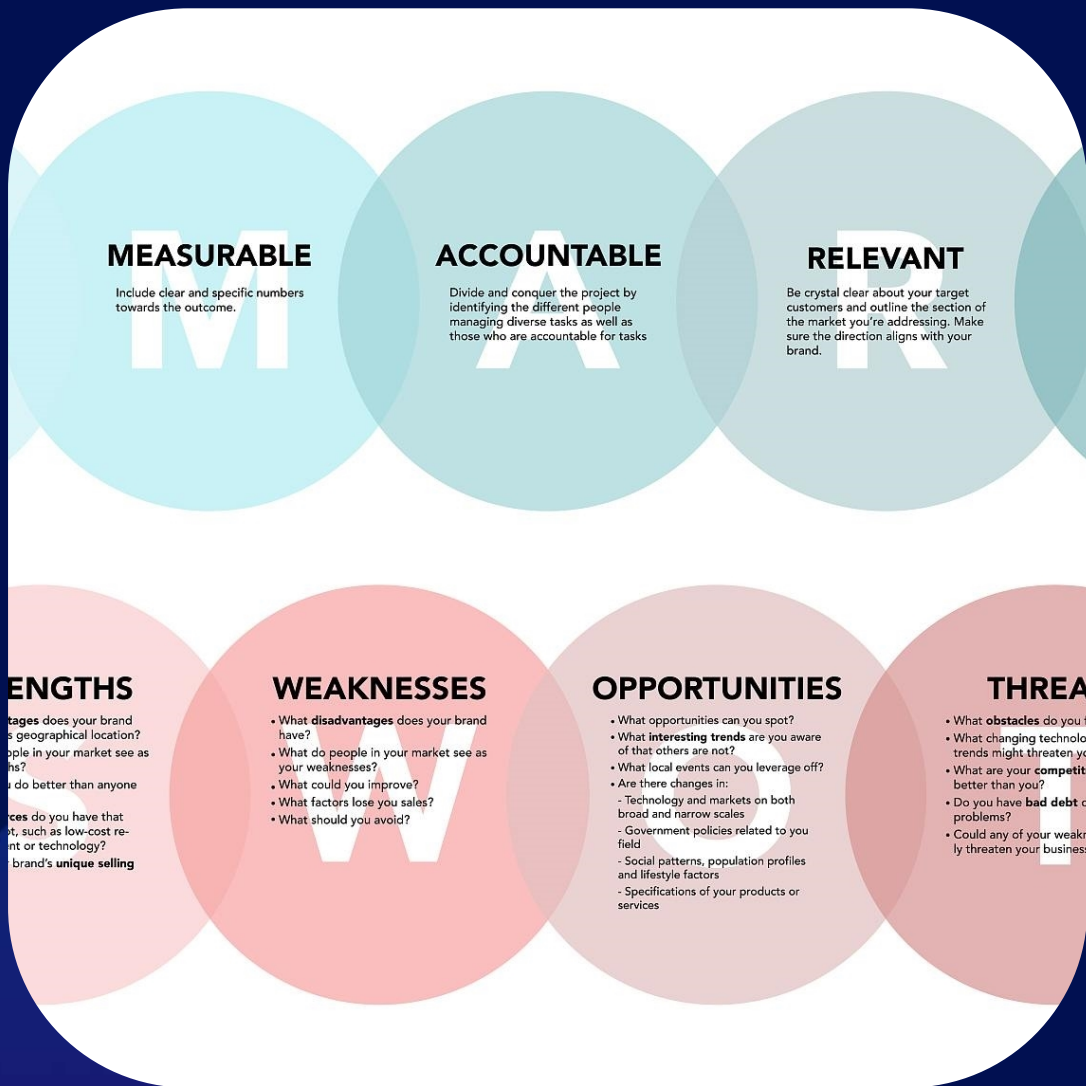 MEASURABLE
Include clear and specific numbers
towards the outcome.
M
ACCOUNTABLE
Divide and conquer the project by
identifying the different people
managing diverse tasks as well as
those who are accountable for tasks
A
RELEVANT
Be crystal clear about your target
customers and outline the section of
the market you're addressing. Make
sure the direction aligns with your
brand.
R
ENGTHS
tages does your brand
s geographical location?
ople in your market see as
hs?
u do better than anyone
rces do you have that
ot, such as low-cost re-
ent or technology?
r brand's unique selling
S
WEAKNESSES
• What disadvantages does your brand
have?
• What do people in your market see as
your weaknesses?
• What could you improve?
• What factors lose you sales?
• What should you avoid?
W
OPPORTUNITIES
• What opportunities can you spot?
• What interesting trends are you aware
of that others are not?
• What local events can you leverage off?
• Are there changes in:
- Technology and markets on both
broad and narrow scales
- Government policies related to you
field
- Social patterns, population profiles
and lifestyle factors
- Specifications of your products or
services
O
THREA
• What obstacles do you f
• What changing technolo
trends might threaten yo
• What are your competit
better than you?
• Do you have bad debt o
problems?
• Could any of your weakn
ly threaten your business
T